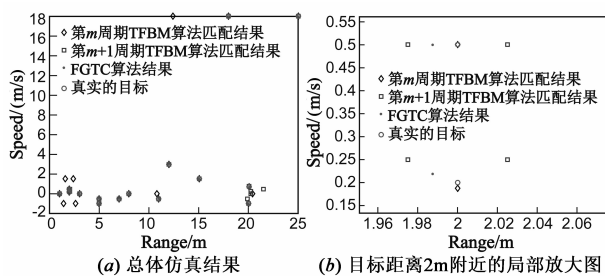 18
16
14
12
10
8
6
4
2
0
-2
Speed/(m/s)
第m周期TFBM算法匹配结果
第m+1周期TFBM算法匹配结果
FGTC算法结果
真实的目标
0 5 10 15 20 25
Range/m
(a) 总体仿真结果
0.55
0.5
0.45
0.4
0.35
0.3
0.25
0.2
0.15
Speed/(m/s)
第m周期TFBM算法匹配结果
第m+1周期TFBM算法匹配结果
FGTC算法结果
真实的目标
1.96 1.98 2 2.02 2.04 2.06
Range/m
(b) 目标距离2m附近的局部放大图